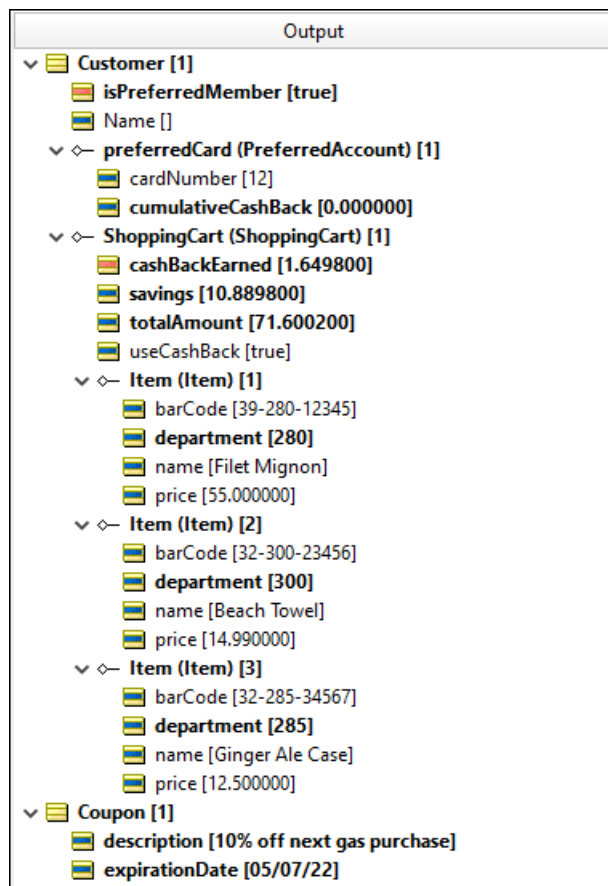 Output
Customer [1]
isPreferredMember [true]
Name []
preferredCard (PreferredAccount) [1]
cardNumber [12]
cumulativeCashBack [0.000000]
ShoppingCart (ShoppingCart) [1]
cashBackEarned [1.649800]
savings [10.889800]
totalAmount [71.600200]
useCashBack [true]
Item (Item) [1]
barCode [39-280-12345]
department [280]
name [Filet Mignon]
price [55.000000]
Item (Item) [2]
barCode [32-300-23456]
department [300]
name [Beach Towel]
price [14.990000]
Item (Item) [3]
barCode [32-285-34567]
department [285]
name [Ginger Ale Case]
price [12.500000]
Coupon [1]
description [10% off next gas purchase]
expirationDate [05/07/22]